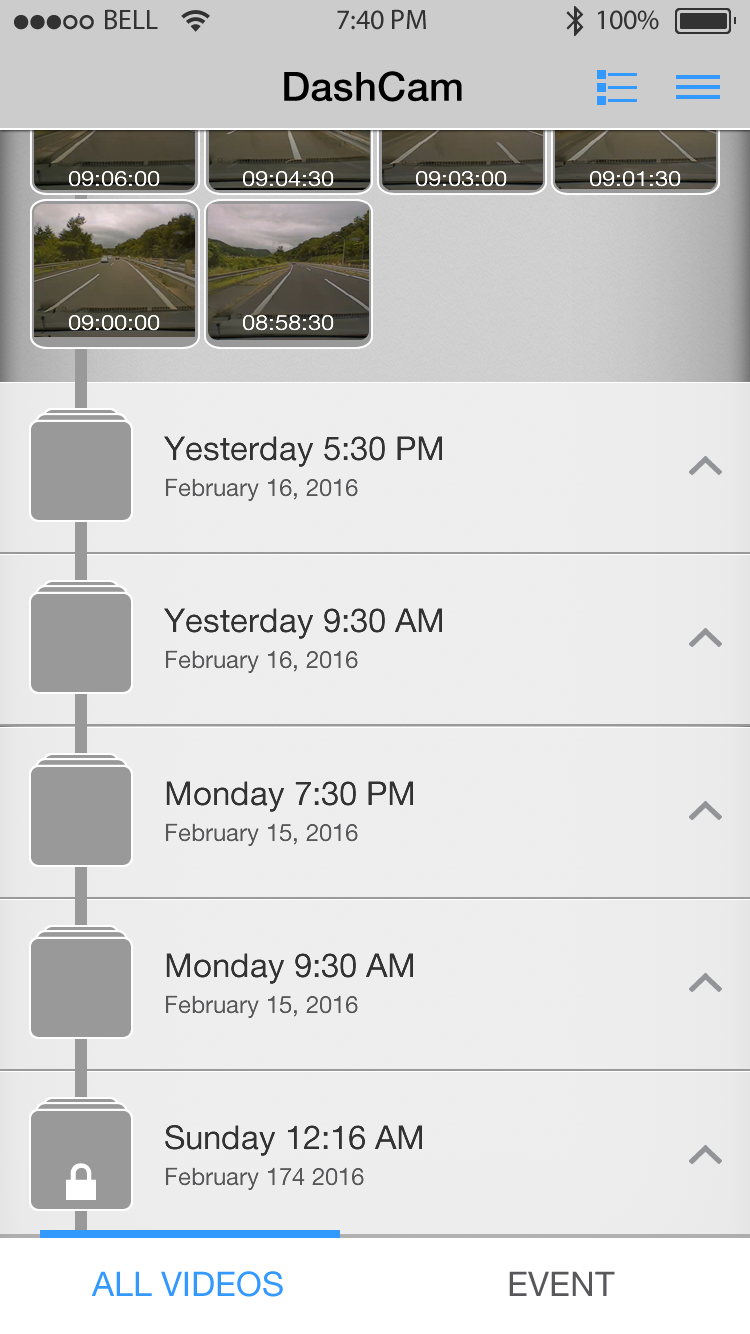 BELL 7:40 PM 100%
DashCam
09:06:00 09:04:30 09:03:00 09:01:30
09:00:00 08:58:30
Yesterday 5:30 PM
February 16, 2016
Yesterday 9:30 AM
February 16, 2016
Monday 7:30 PM
February 15, 2016
Monday 9:30 AM
February 15, 2016
Sunday 12:16 AM
February 174 2016
ALL VIDEOS EVENT